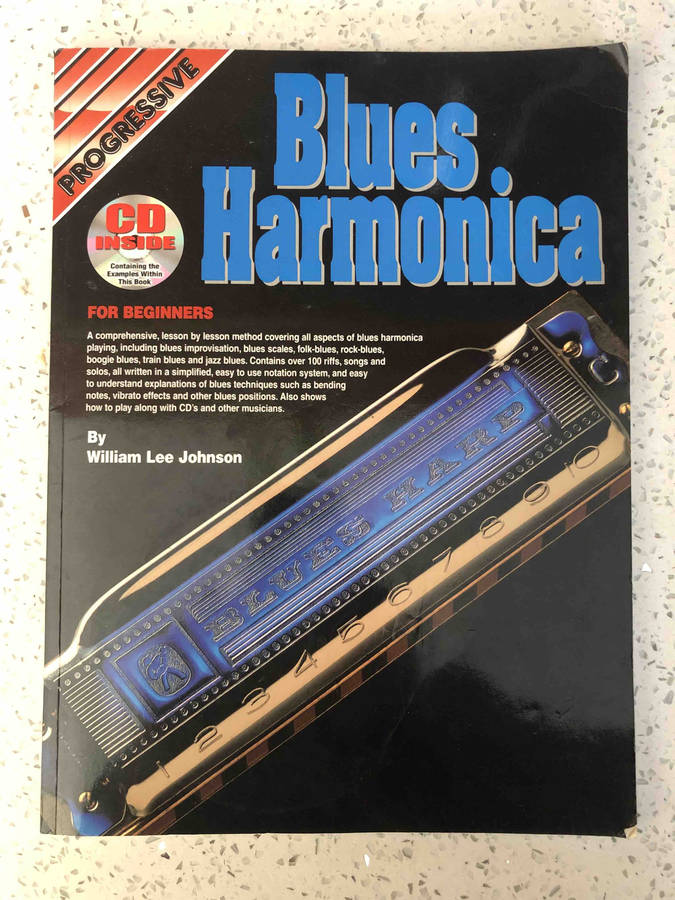 PROGRESSIVE
Blues
Harmonica
CD
INSIDE
Containing the
Examples Within
This Book
FOR BEGINNERS
A comprehensive, lesson by lesson method covering all aspects of blues harmonica
playing, including blues improvisation, blues scales, folk-blues, rock-blues,
boogie blues, train blues and jazz blues. Contains over 100 riffs, songs and
solos, all written in a simplified, easy to use notation system, and easy
to understand explanations of blues techniques such as bending
notes, vibrato effects and other blues positions. Also shows
how to play along with CD's and other musicians.
By
William Lee Johnson
BLUES HARP
1 2 3 4 5 6 7 8 9 10